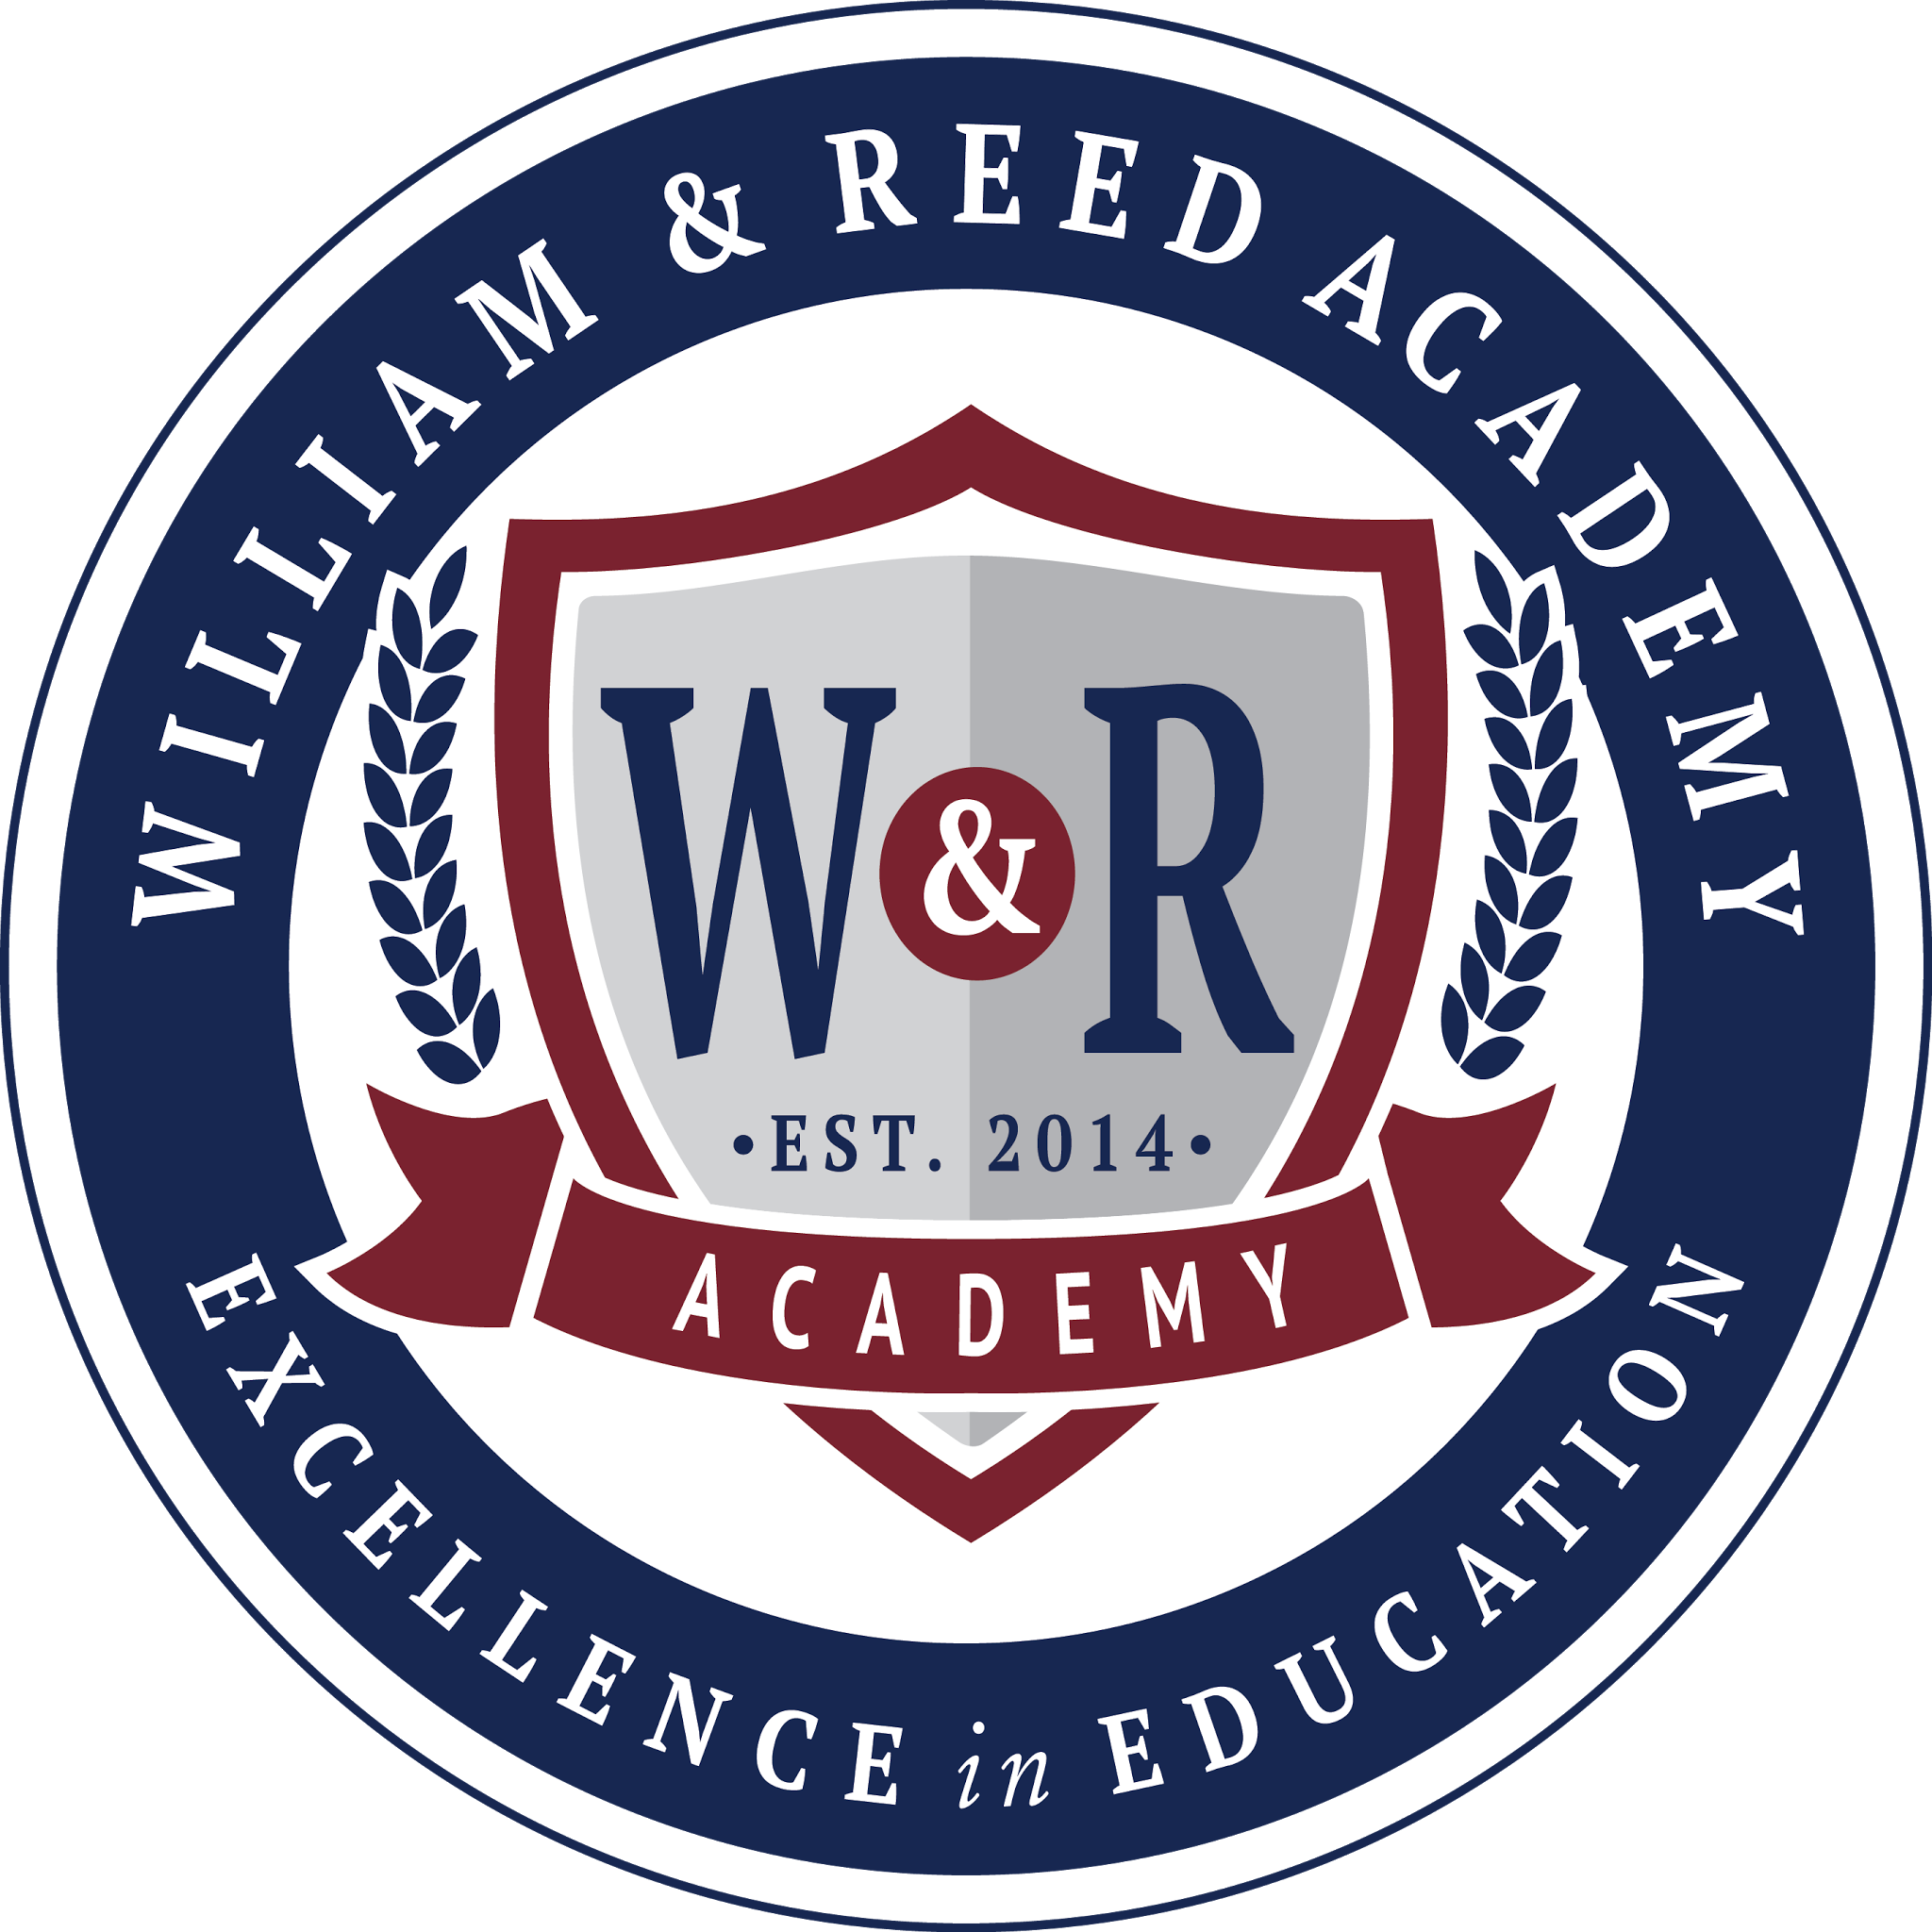 WILLIAM & REED ACADEMY
W&R
•EST. 2014•
ACADEMY
EXCELLENCE in EDUCATION